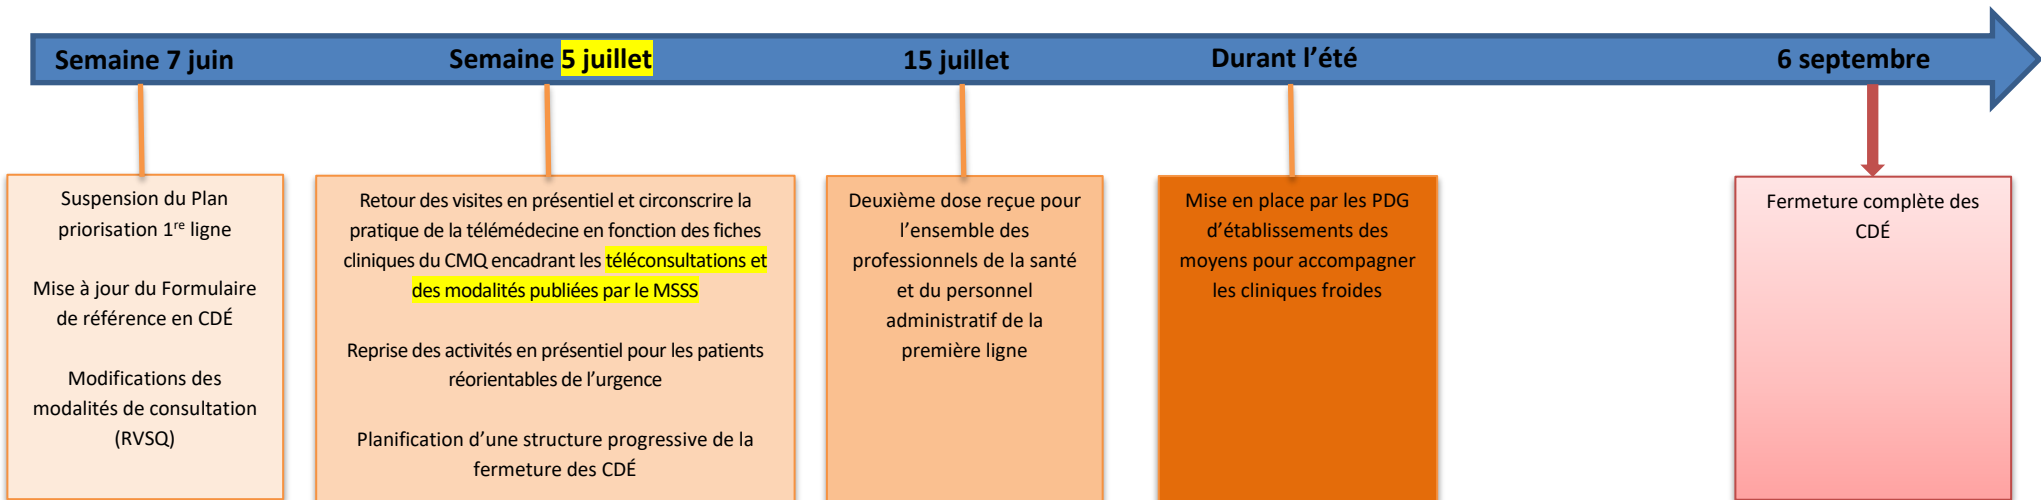 Semaine 7 juin
Semaine 5 juillet
15 juillet
Durant l'été
6 septembre
Suspension du Plan
priorisation 1re ligne
Mise à jour du Formulaire
de référence en CDÉ
Modifications des
modalités de consultation
(RVSQ)
Retour des visites en présentiel et circonscrire la
pratique de la télémédecine en fonction des fiches
cliniques du CMQ encadrant les téléconsultations et
des modalités publiées par le MSSS
Reprise des activités en présentiel pour les patients
réorientables de l'urgence
Planification d'une structure progressive de la
fermeture des CDÉ
Deuxième dose reçue pour
l'ensemble des
professionnels de la santé
et du personnel
administratif de la
première ligne
Mise en place par les PDG
d'établissements des
moyens pour accompagner
les cliniques froides
Fermeture complète des
CDÉ